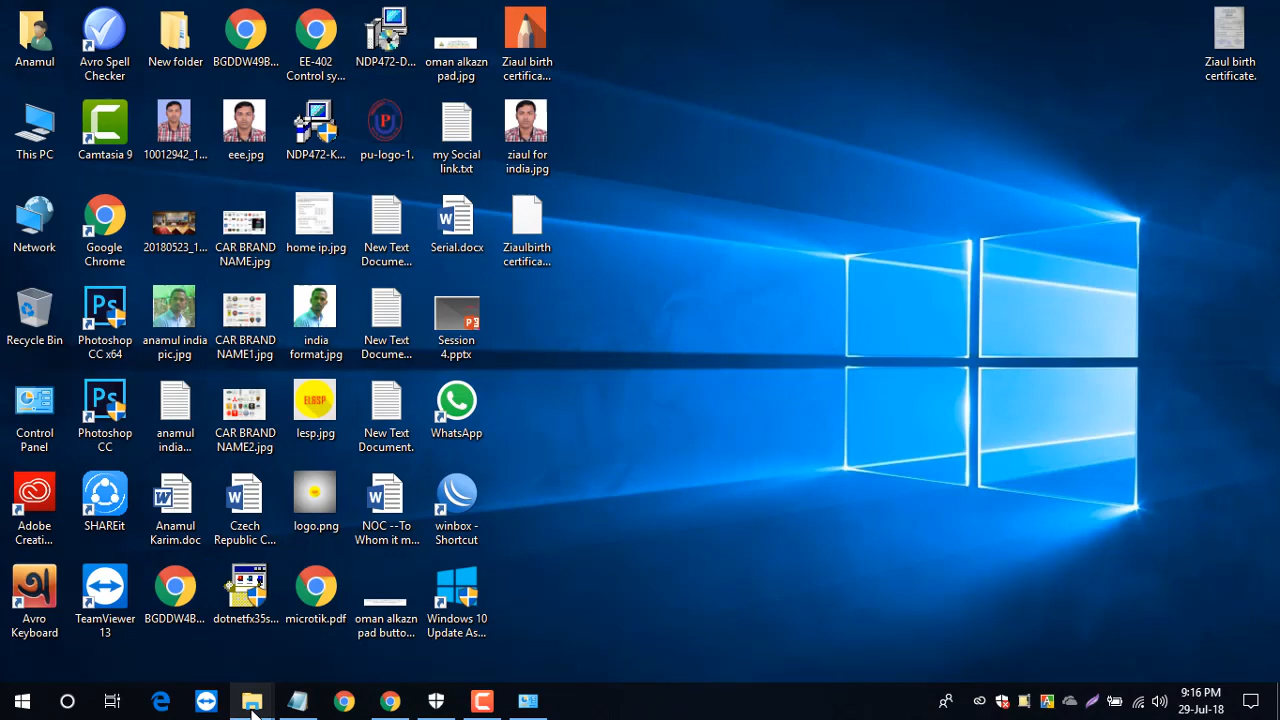 Anamul
Avro Spell
Checker
New folder
BGDDW49B...
EE-402
Control sy...
NDP472-D...
oman alkazn
pad.jpg
Ziaul birth
certifica...
Ziaul birth
certificate.
This PC
Camtasia 9
10012942_1...
eee.jpg
NDP472-K...
pu-logo-1.
my Social
link.txt
ziaul for
india.jpg
Network
Google
Chrome
20180523_1...
CAR BRAND
NAME.jpg
home ip.jpg
New Text
Docume...
Serial.docx
Ziaulbirth
certifica...
Recycle Bin
Photoshop
CC x64
anamul india
pic.jpg
CAR BRAND
NAME1.jpg
india
format.jpg
New Text
Docume...
Session
4.pptx
Control
Panel
Photoshop
CC
anamul
india...
CAR BRAND
NAME2.jpg
lesp.jpg
New Text
Document.
WhatsApp
Adobe
Creati...
SHAREit
Anamul
Karim.doc
Czech
Republic C...
logo.png
NOC --To
Whom it m...
winbox -
Shortcut
Avro
Keyboard
TeamViewer
13
BGDDW4B...
dotnetfx35s...
microtik.pdf
oman alkazn
pad butto...
Windows 10
Update As...
:16 PM
29-Jul-18